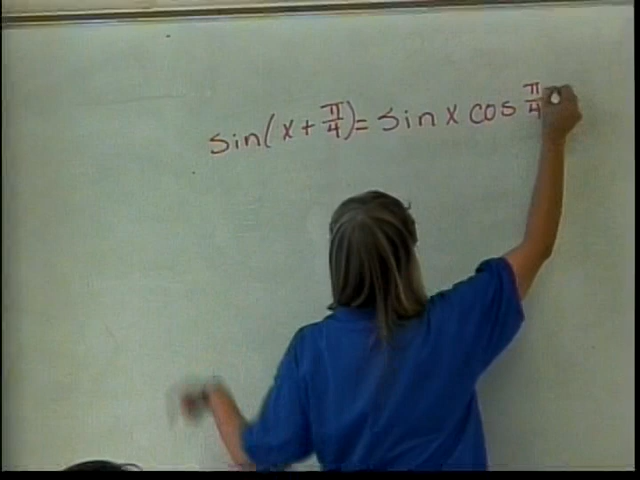 sin(x+π/4)= sin x cos π/4